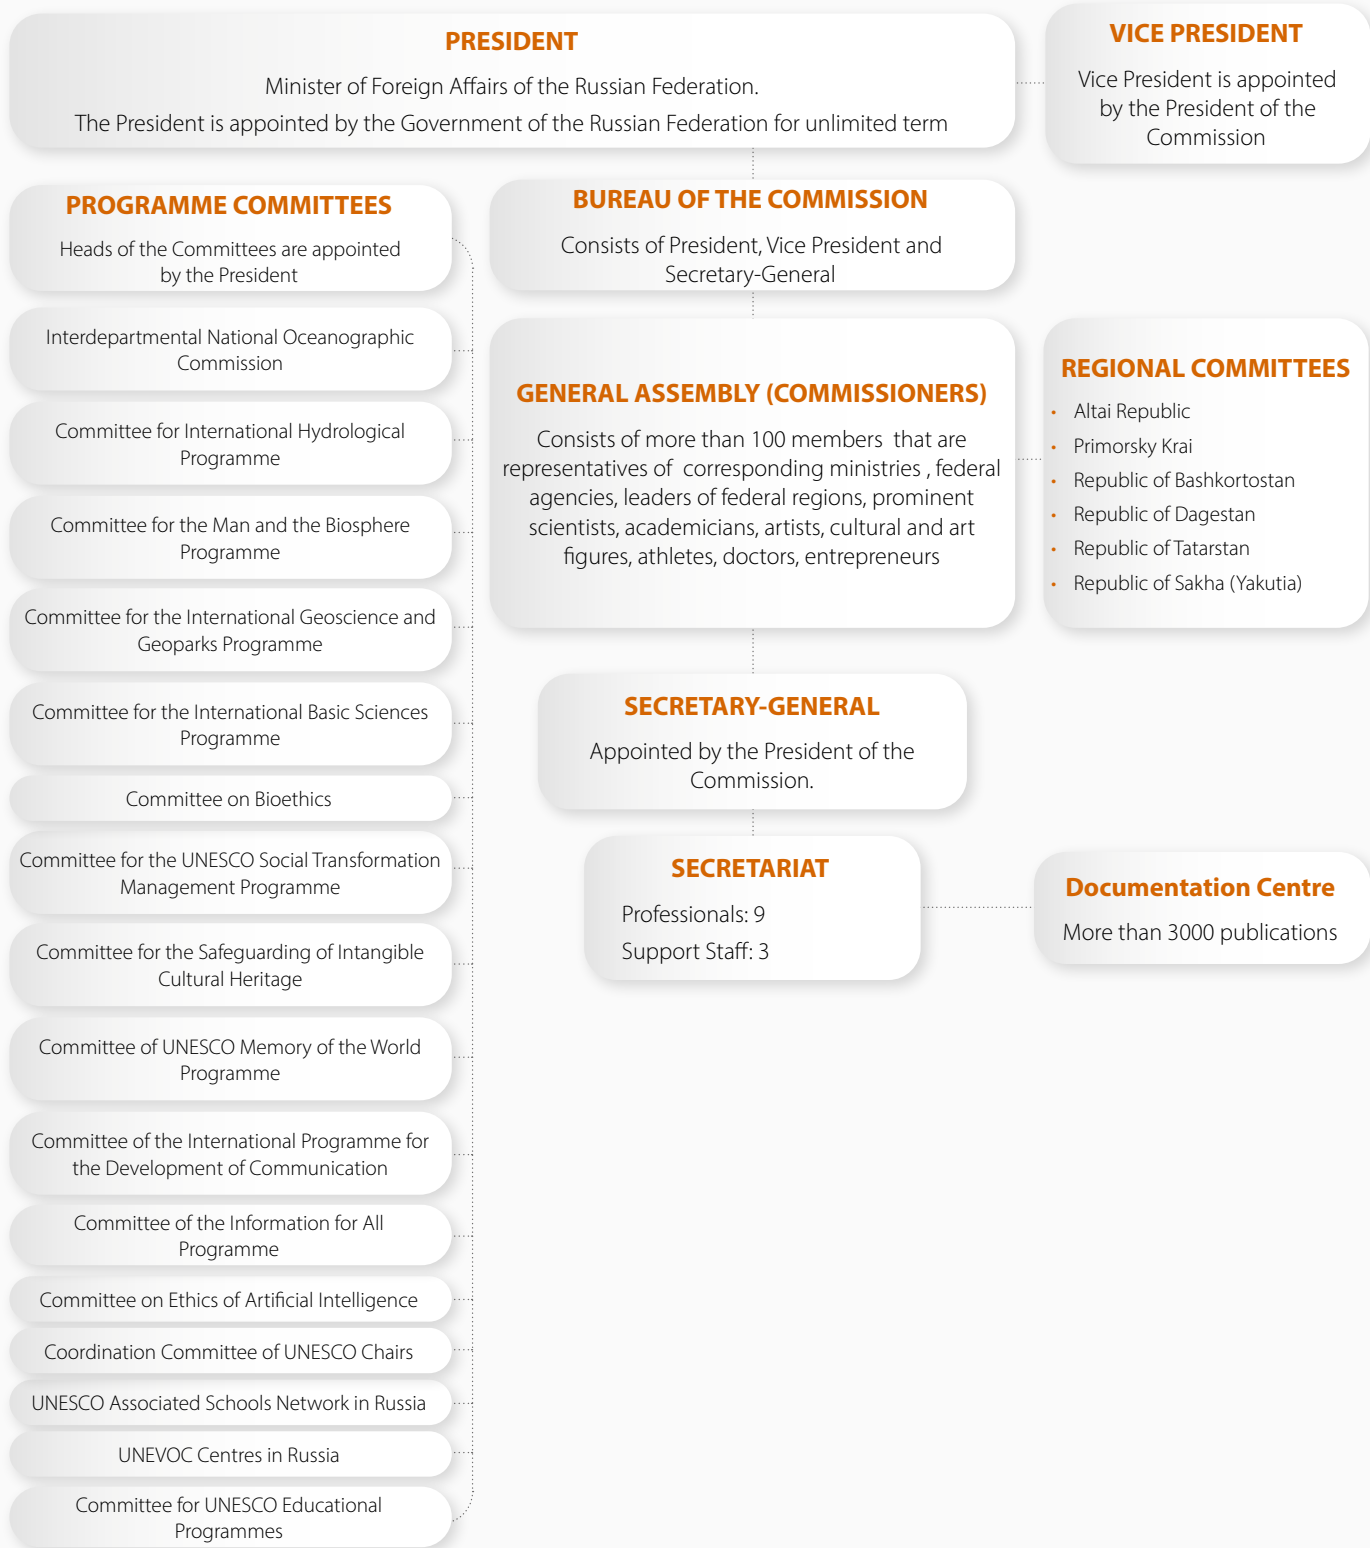 PRESIDENT
Minister of Foreign Affairs of the Russian Federation.
The President is appointed by the Government of the Russian Federation for unlimited term
VICE PRESIDENT
Vice President is appointed
by the President of the
Commission
PROGRAMME COMMITTEES
Heads of the Committees are appointed
by the President
Interdepartmental National Oceanographic
Commission
Committee for International Hydrological
Programme
Committee for the Man and the Biosphere
Programme
Committee for the International Geoscience and
Geoparks Programme
Committee for the International Basic Sciences
Programme
Committee on Bioethics
Committee for the UNESCO Social Transformation
Management Programme
Committee for the Safeguarding of Intangible
Cultural Heritage
Committee of UNESCO Memory of the World
Programme
Committee of the International Programme for
the Development of Communication
Committee of the Information for All
Programme
Committee on Ethics of Artificial Intelligence
Coordination Committee of UNESCO Chairs
UNESCO Associated Schools Network in Russia
UNEVOC Centres in Russia
Committee for UNESCO Educational
Programmes
BUREAU OF THE COMMISSION
Consists of President, Vice President and
Secretary-General
GENERAL ASSEMBLY (COMMISSIONERS)
Consists of more than 100 members that are
representatives of corresponding ministries , federal
agencies, leaders of federal regions, prominent
scientists, academicians, artists, cultural and art
figures, athletes, doctors, entrepreneurs
REGIONAL COMMITTEES
• Altai Republic
• Primorsky Krai
• Republic of Bashkortostan
• Republic of Dagestan
• Republic of Tatarstan
• Republic of Sakha (Yakutia)
SECRETARY-GENERAL
Appointed by the President of the
Commission.
SECRETARIAT
Professionals: 9
Support Staff: 3
Documentation Centre
More than 3000 publications